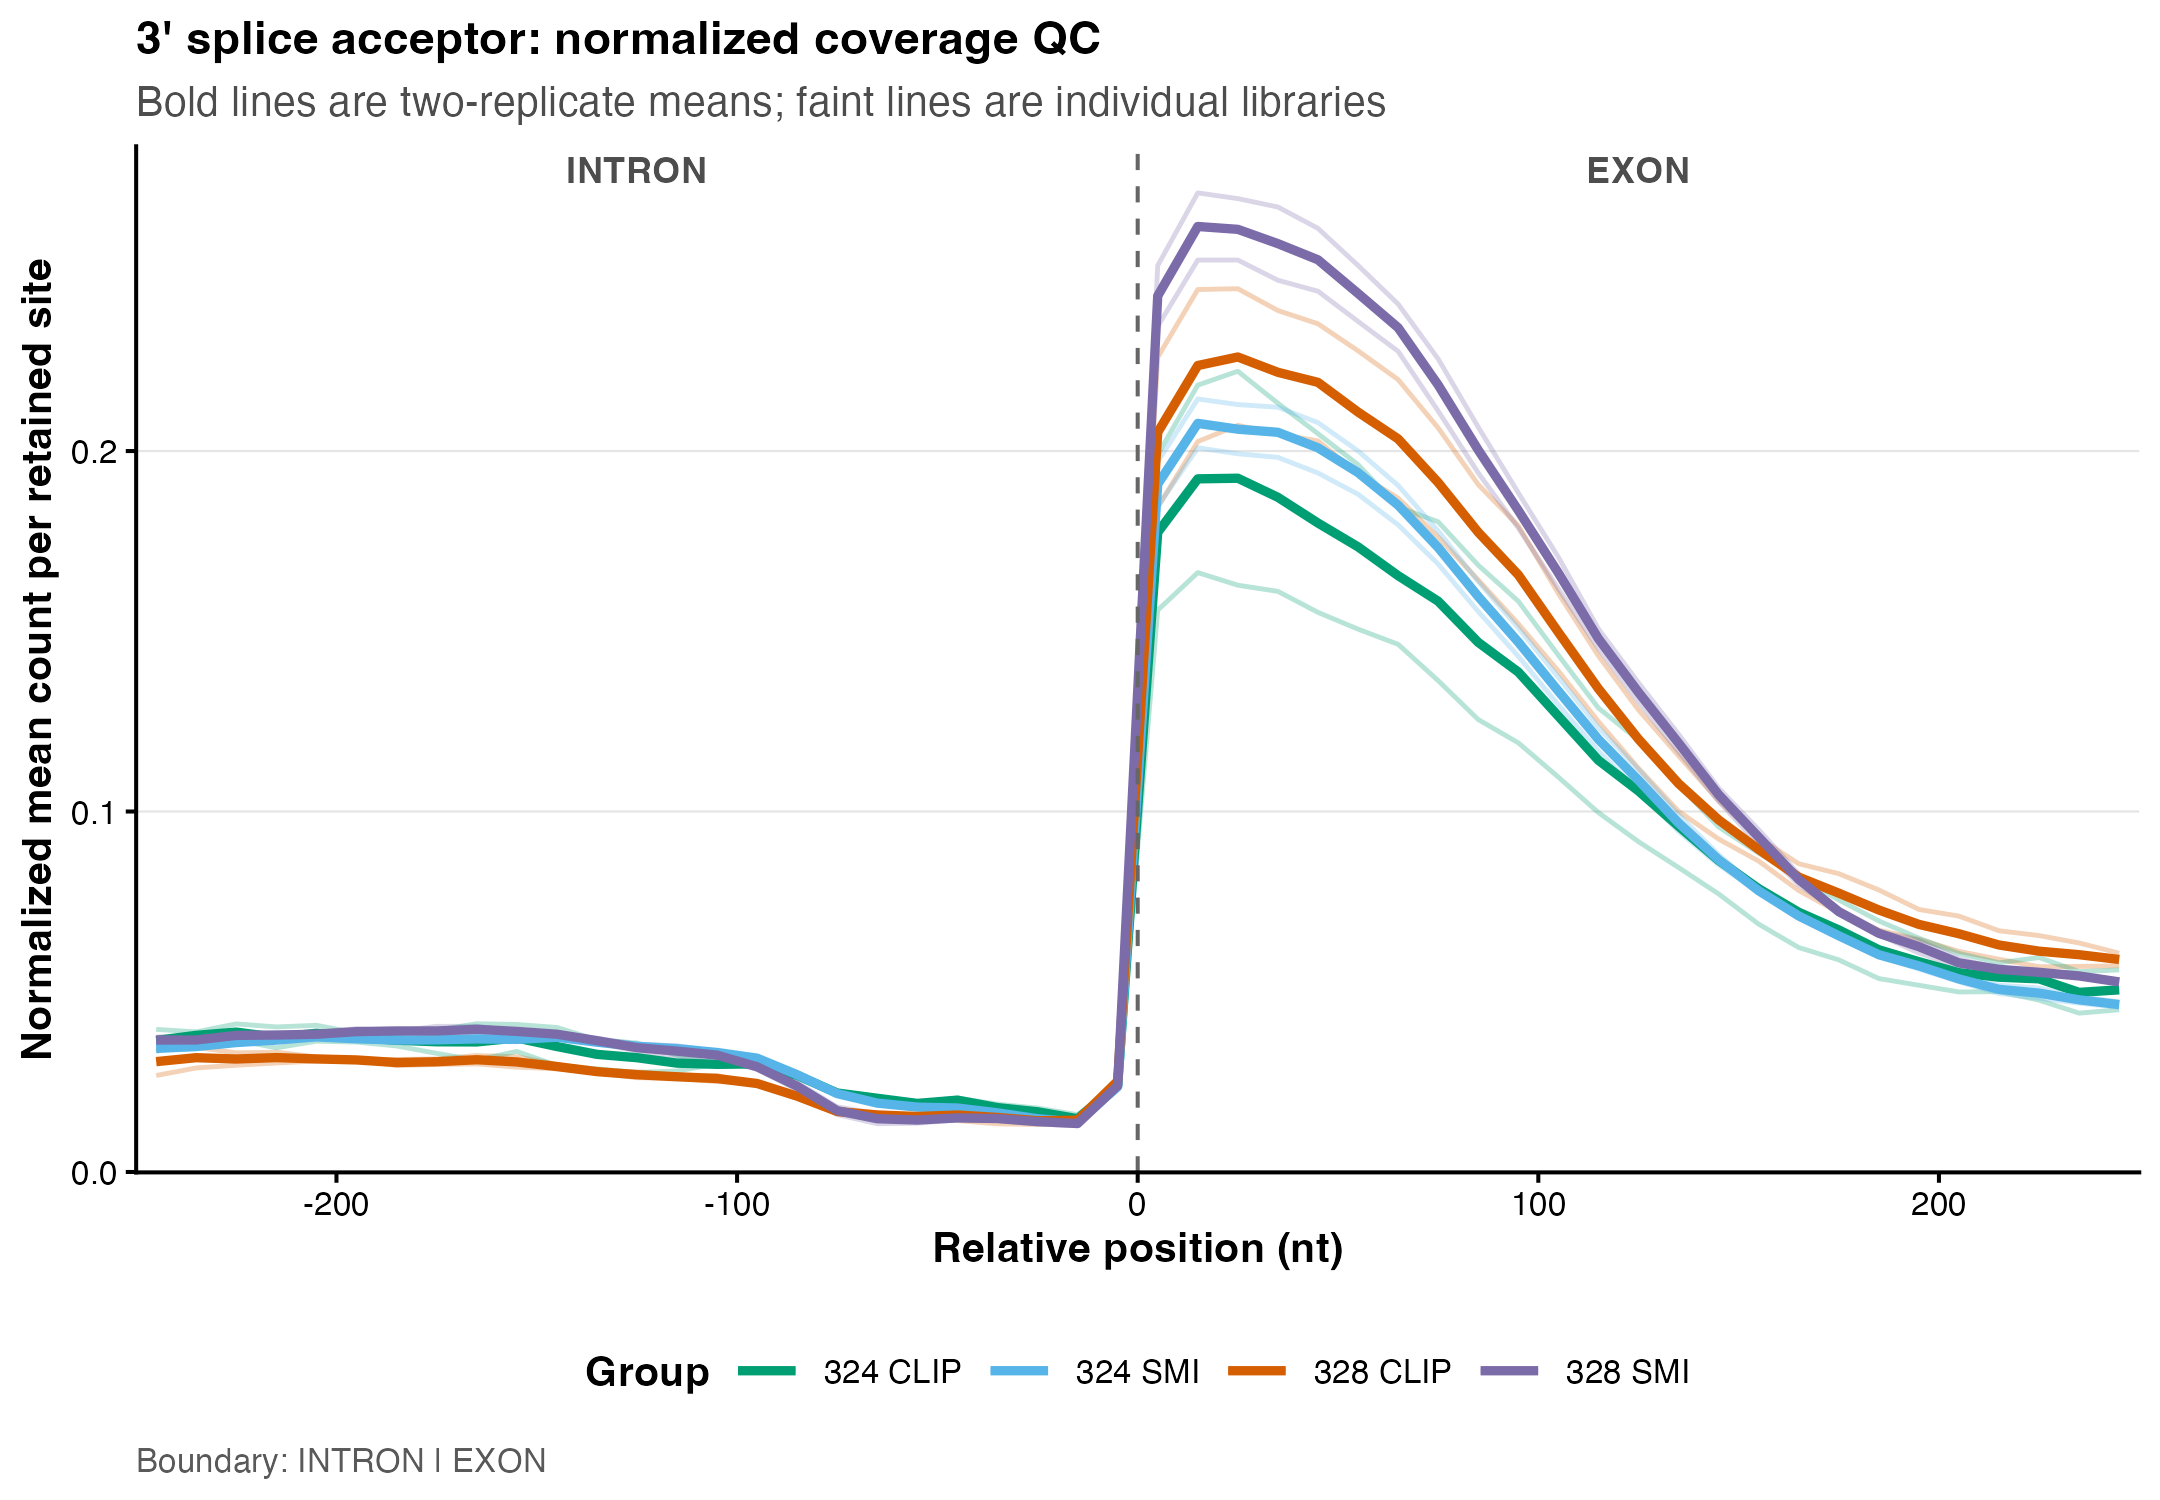 3' splice acceptor: normalized coverage QC
Bold lines are two-replicate means; faint lines are individual libraries
INTRON
EXON
Normalized mean count per retained site
0.2
0.1
0.0
-200
-100
0
100
200
Relative position (nt)
Group
324 CLIP
324 SMI
328 CLIP
328 SMI
Boundary: INTRON | EXON